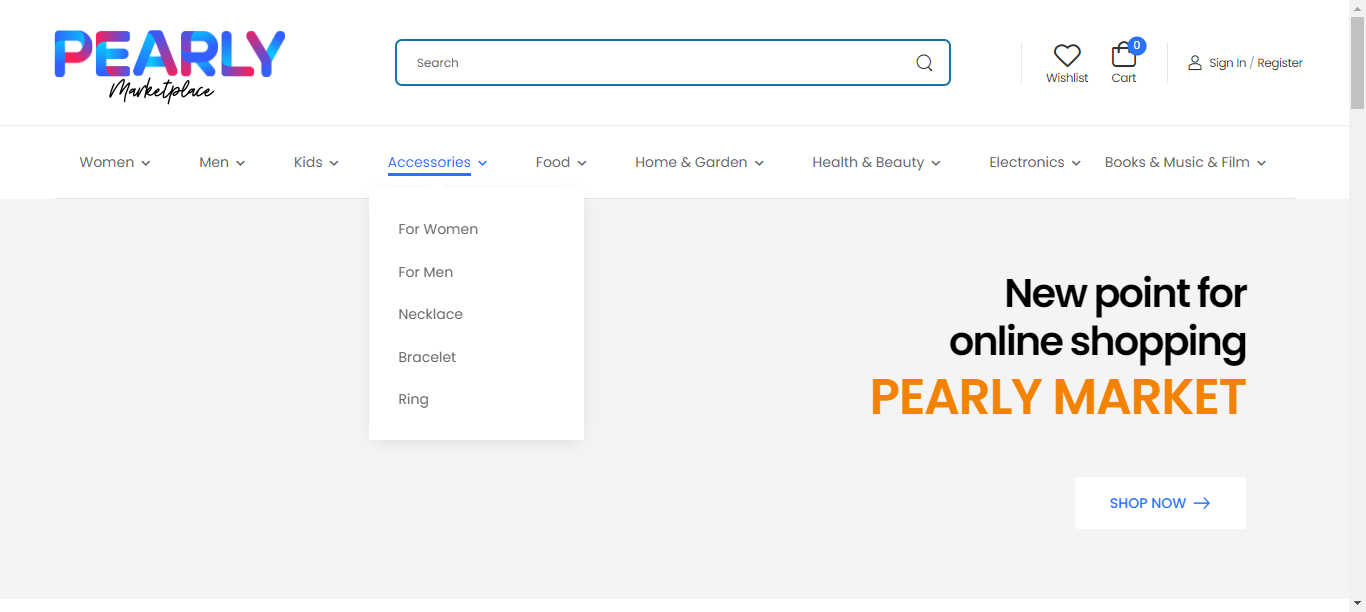 PEARLY
Marketplace
Search
Wishlist
Cart
0
Sign In / Register
Women
Men
Kids
Accessories
Food
Home & Garden
Health & Beauty
Electronics
Books & Music & Film
For Women
For Men
Necklace
Bracelet
Ring
New point for
online shopping
PEARLY MARKET
SHOP NOW